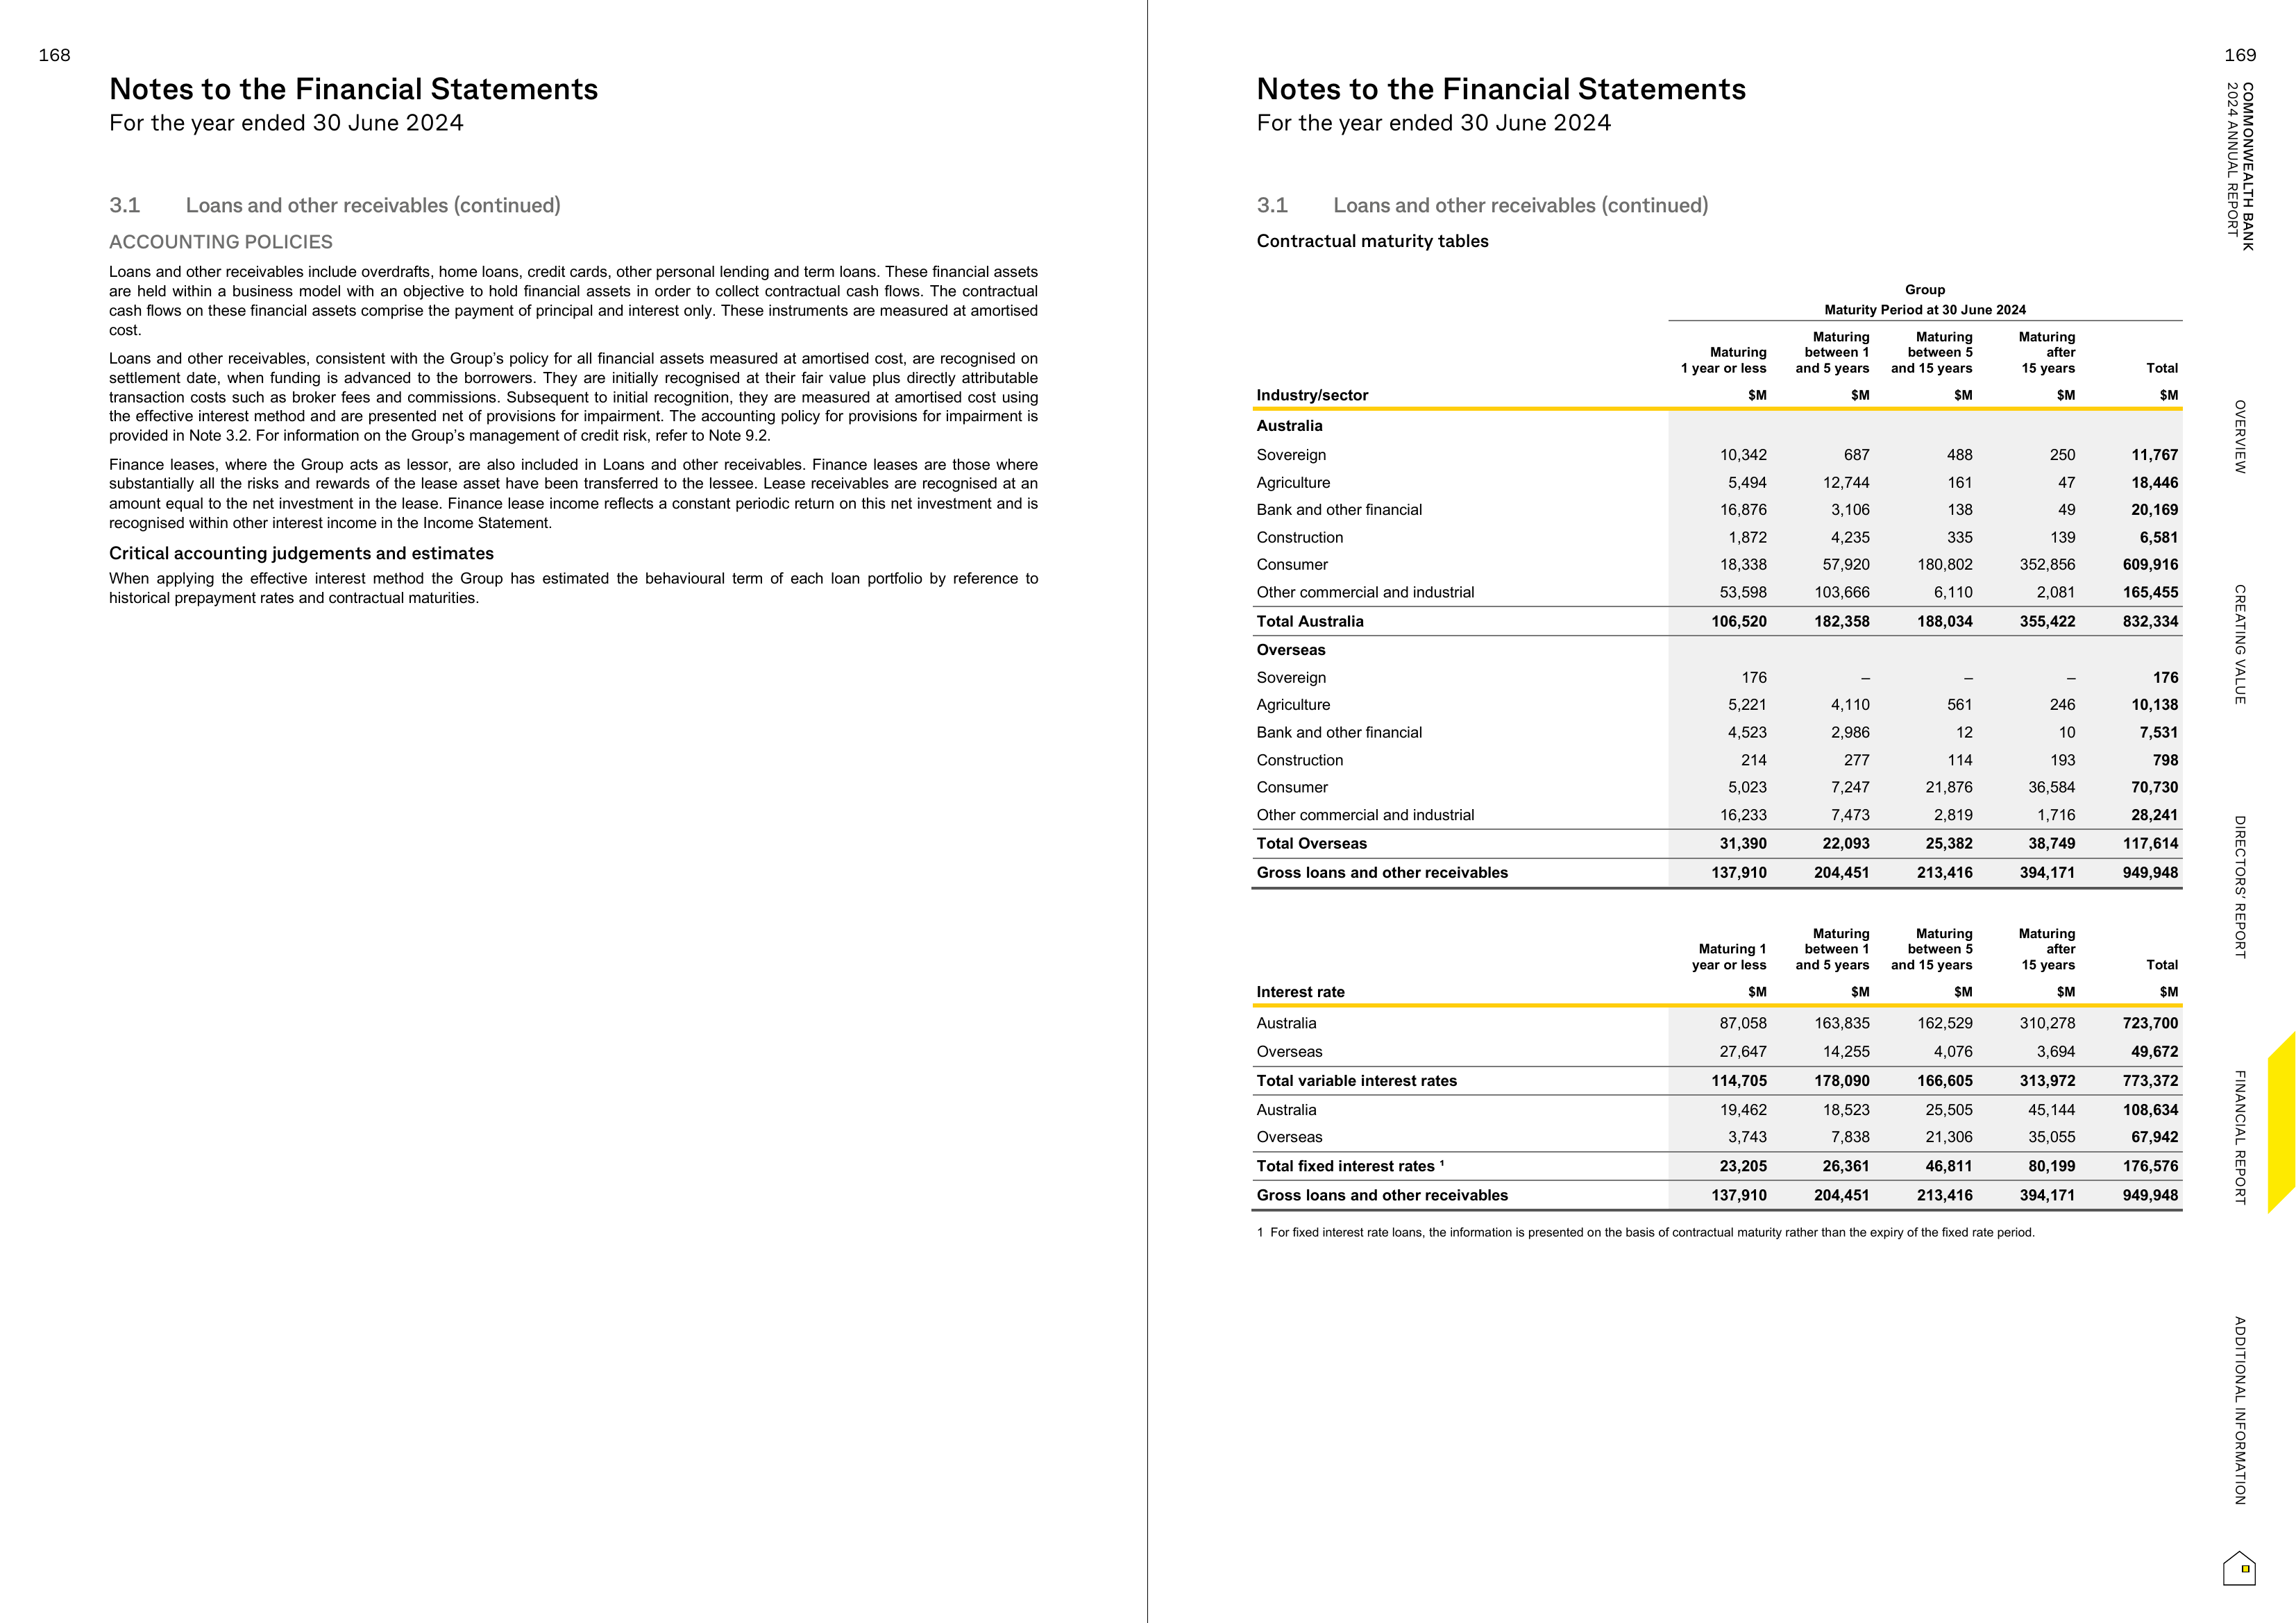 168
Notes to the Financial Statements
For the year ended 30 June 2024
3.1 Loans and other receivables (continued)
ACCOUNTING POLICIES
Loans and other receivables include overdrafts, home loans, credit cards, other personal lending and term loans. These financial assets
are held within a business model with an objective to hold financial assets in order to collect contractual cash flows. The contractual
cash flows on these financial assets comprise the payment of principal and interest only. These instruments are measured at amortised
cost.
Loans and other receivables, consistent with the Group's policy for all financial assets measured at amortised cost, are recognised on
settlement date, when funding is advanced to the borrowers. They are initially recognised at their fair value plus directly attributable
transaction costs such as broker fees and commissions. Subsequent to initial recognition, they are measured at amortised cost using
the effective interest method and are presented net of provisions for impairment. The accounting policy for provisions for impairment is
provided in Note 3.2. For information on the Group's management of credit risk, refer to Note 9.2.
Finance leases, where the Group acts as lessor, are also included in Loans and other receivables. Finance leases are those where
substantially all the risks and rewards of the lease asset have been transferred to the lessee. Lease receivables are recognised at an
amount equal to the net investment in the lease. Finance lease income reflects a constant periodic return on this net investment and is
recognised within other interest income in the Income Statement.
Critical accounting judgements and estimates
When applying the effective interest method the Group has estimated the behavioural term of each loan portfolio by reference to
historical prepayment rates and contractual maturities.
169
Notes to the Financial Statements
For the year ended 30 June 2024
3.1 Loans and other receivables (continued)
Contractual maturity tables
Group
Maturity Period at 30 June 2024
Maturing Maturing Maturing
Maturing between 1 between 5 after
1 year or less and 5 years and 15 years 15 years Total
Industry/sector $M $M $M $M $M
Australia
Sovereign 10,342 687 488 250 11,767
Agriculture 5,494 12,744 161 47 18,446
Bank and other financial 16,876 3,106 138 49 20,169
Construction 1,872 4,235 335 139 6,581
Consumer 18,338 57,920 180,802 352,856 609,916
Other commercial and industrial 53,598 103,666 6,110 2,081 165,455
Total Australia 106,520 182,358 188,034 355,422 832,334
Overseas
Sovereign 176 – – – 176
Agriculture 5,221 4,110 561 246 10,138
Bank and other financial 4,523 2,986 12 10 7,531
Construction 214 277 114 193 798
Consumer 5,023 7,247 21,876 36,584 70,730
Other commercial and industrial 16,233 7,473 2,819 1,716 28,241
Total Overseas 31,390 22,093 25,382 38,749 117,614
Gross loans and other receivables 137,910 204,451 213,416 394,171 949,948
Maturing Maturing Maturing
Maturing 1 between 1 between 5 after
year or less and 5 years and 15 years 15 years Total
Interest rate $M $M $M $M $M
Australia 87,058 163,835 162,529 310,278 723,700
Overseas 27,647 14,255 4,076 3,694 49,672
Total variable interest rates 114,705 178,090 166,605 313,972 773,372
Australia 19,462 18,523 25,505 45,144 108,634
Overseas 3,743 7,838 21,306 35,055 67,942
Total fixed interest rates ¹ 23,205 26,361 46,811 80,199 176,576
Gross loans and other receivables 137,910 204,451 213,416 394,171 949,948
1 For fixed interest rate loans, the information is presented on the basis of contractual maturity rather than the expiry of the fixed rate period.
COMMONWEALTH BANK
2024 ANNUAL REPORT
OVERVIEW
CREATING VALUE
DIRECTORS' REPORT
FINANCIAL REPORT
ADDITIONAL INFORMATION